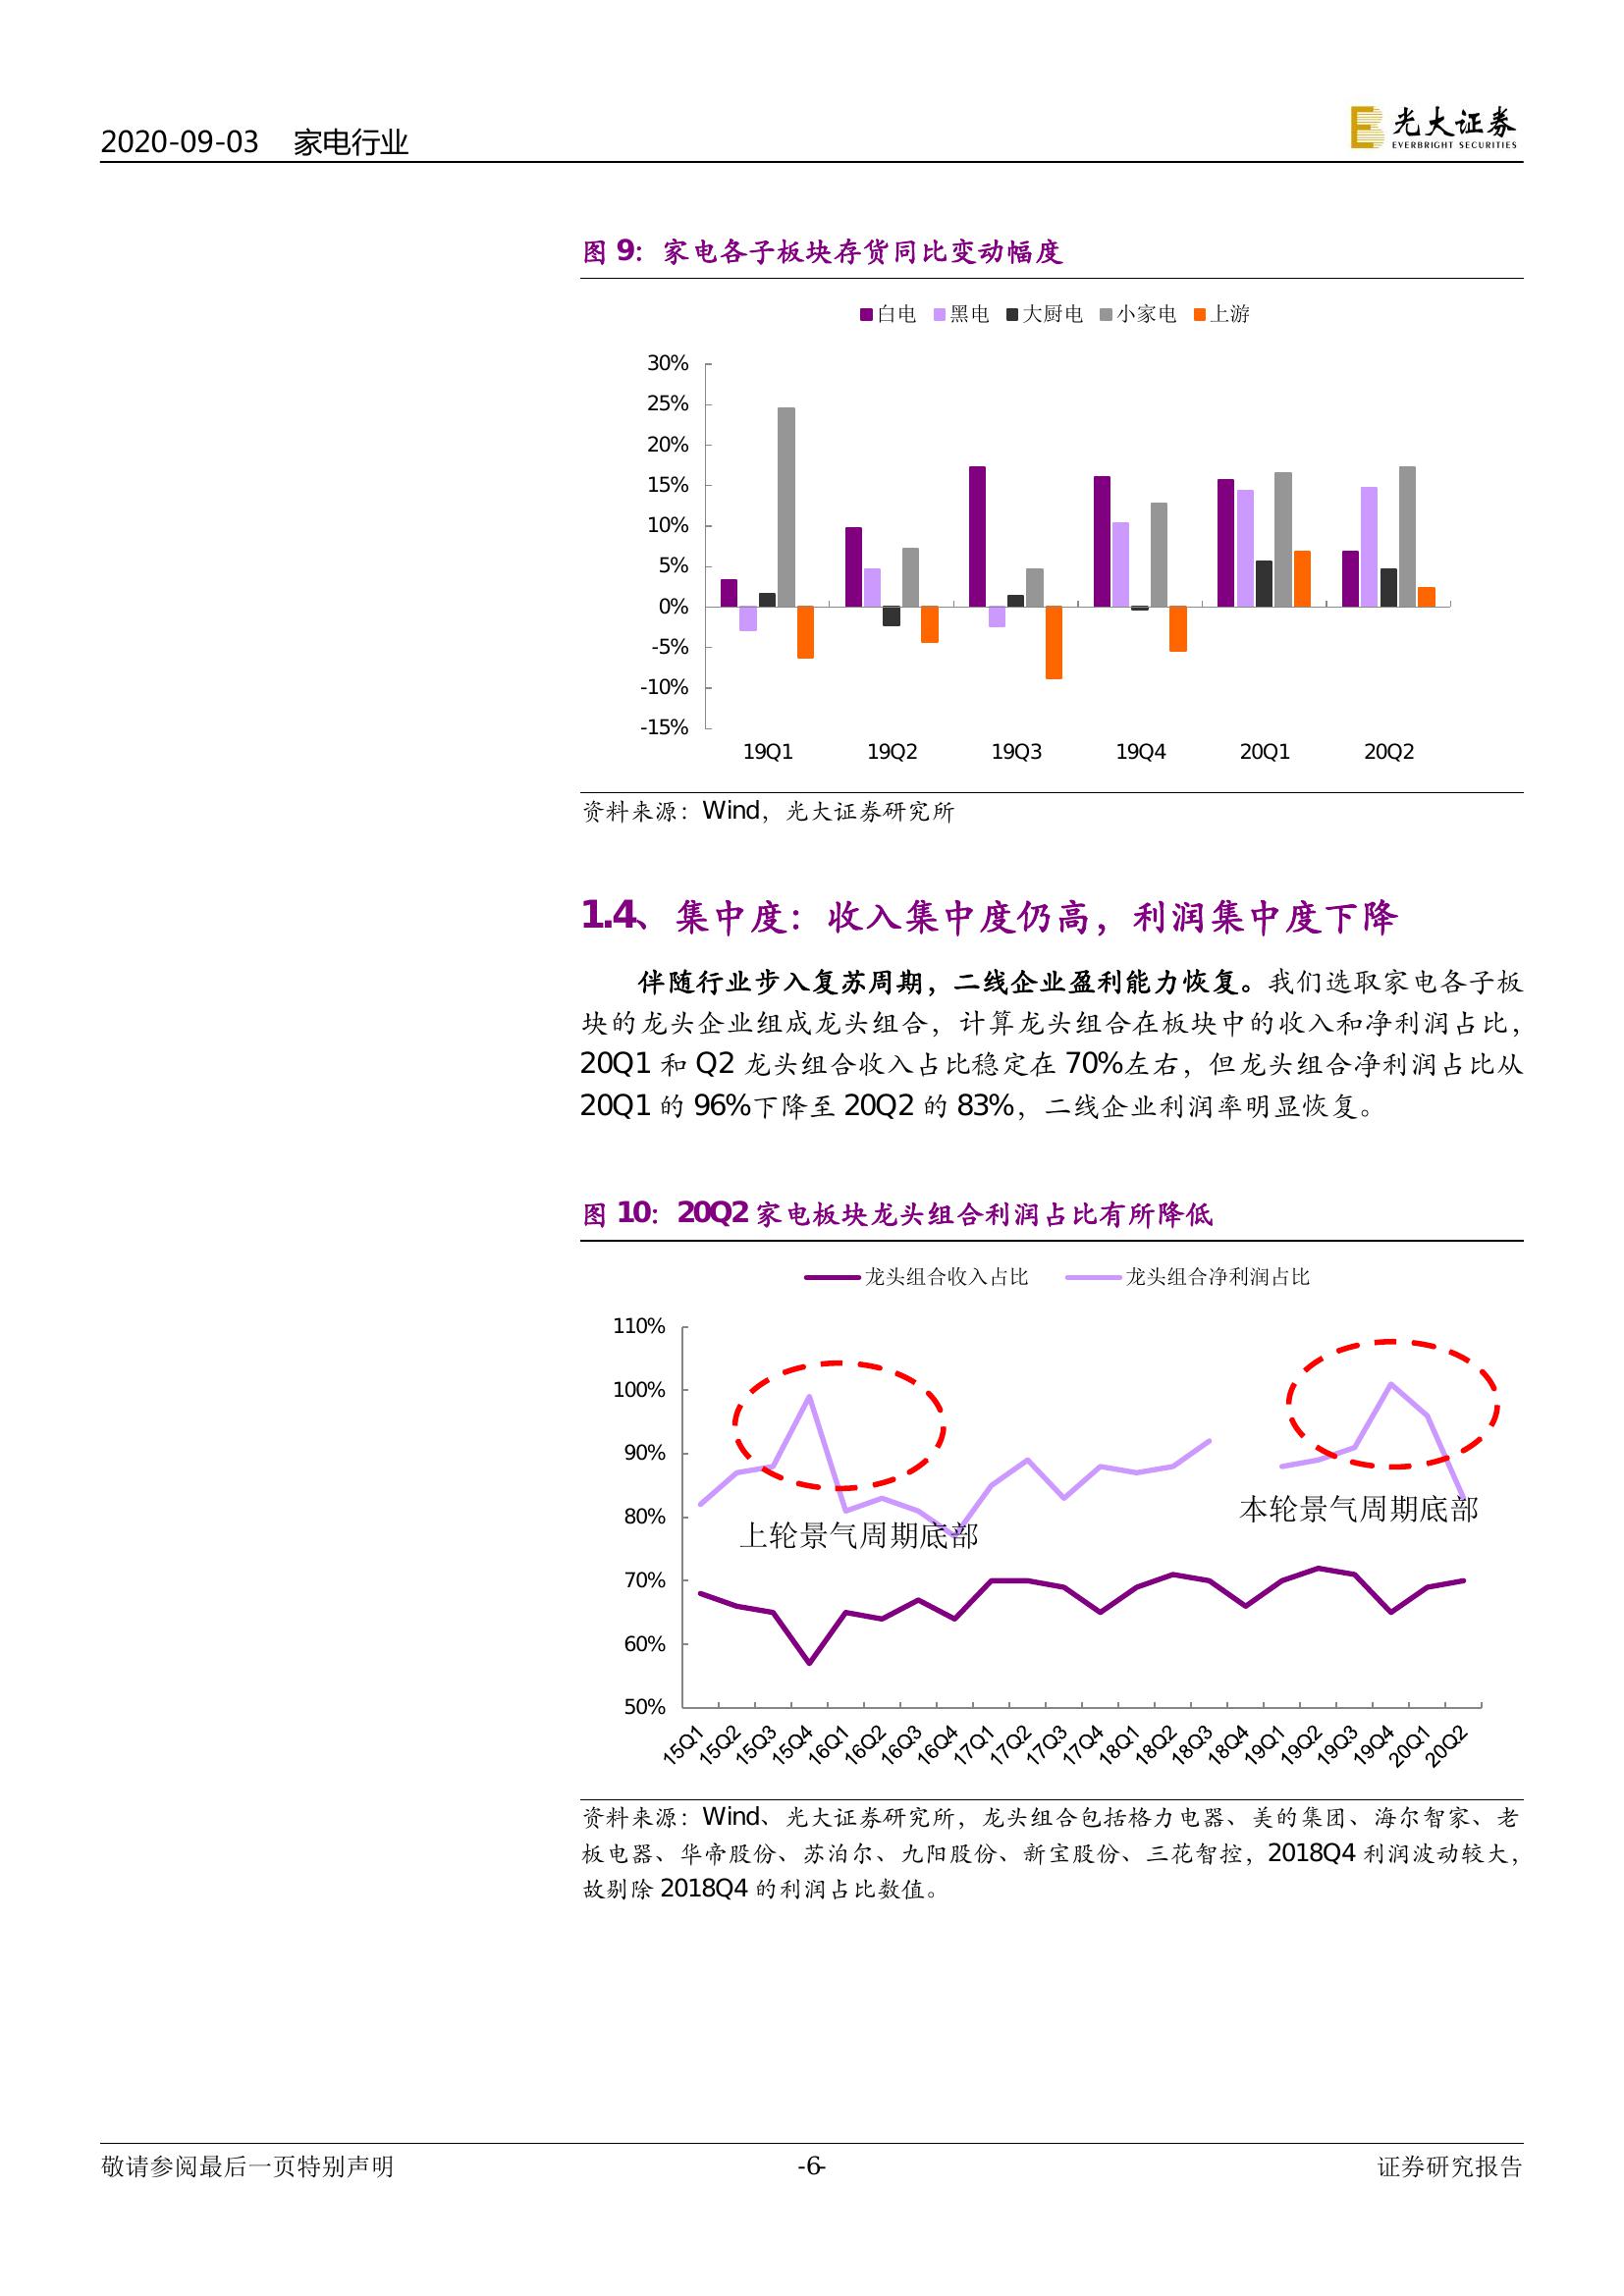 2020-09-03 家电行业
光大证券
EVERBRIGHT SECURITIES
图 9：家电各子板块存货同比变动幅度
白电 黑电 大厨电 小家电 上游
30%
25%
20%
15%
10%
5%
0%
-5%
-10%
-15%
19Q1 19Q2 19Q3 19Q4 20Q1 20Q2
资料来源：Wind，光大证券研究所
1.4、集中度：收入集中度仍高，利润集中度下降
伴随行业步入复苏周期，二线企业盈利能力恢复。我们选取家电各子板
块的龙头企业组成龙头组合，计算龙头组合在板块中的收入和净利润占比，
20Q1 和 Q2 龙头组合收入占比稳定在 70%左右，但龙头组合净利润占比从
20Q1 的 96%下降至 20Q2 的 83%，二线企业利润率明显恢复。
图 10：20Q2 家电板块龙头组合利润占比有所降低
龙头组合收入占比 龙头组合净利润占比
110%
100%
90%
80%
70%
60%
50%
上轮景气周期底部
本轮景气周期底部
15Q1 15Q2 15Q3 15Q4 16Q1 16Q2 16Q3 16Q4 17Q1 17Q2 17Q3 17Q4 18Q1 18Q2 18Q3 18Q4 19Q1 19Q2 19Q3 19Q4 20Q1 20Q2
资料来源：Wind、光大证券研究所，龙头组合包括格力电器、美的集团、海尔智家、老
板电器、华帝股份、苏泊尔、九阳股份、新宝股份、三花智控，2018Q4 利润波动较大，
故剔除 2018Q4 的利润占比数值。
敬请参阅最后一页特别声明 -6- 证券研究报告